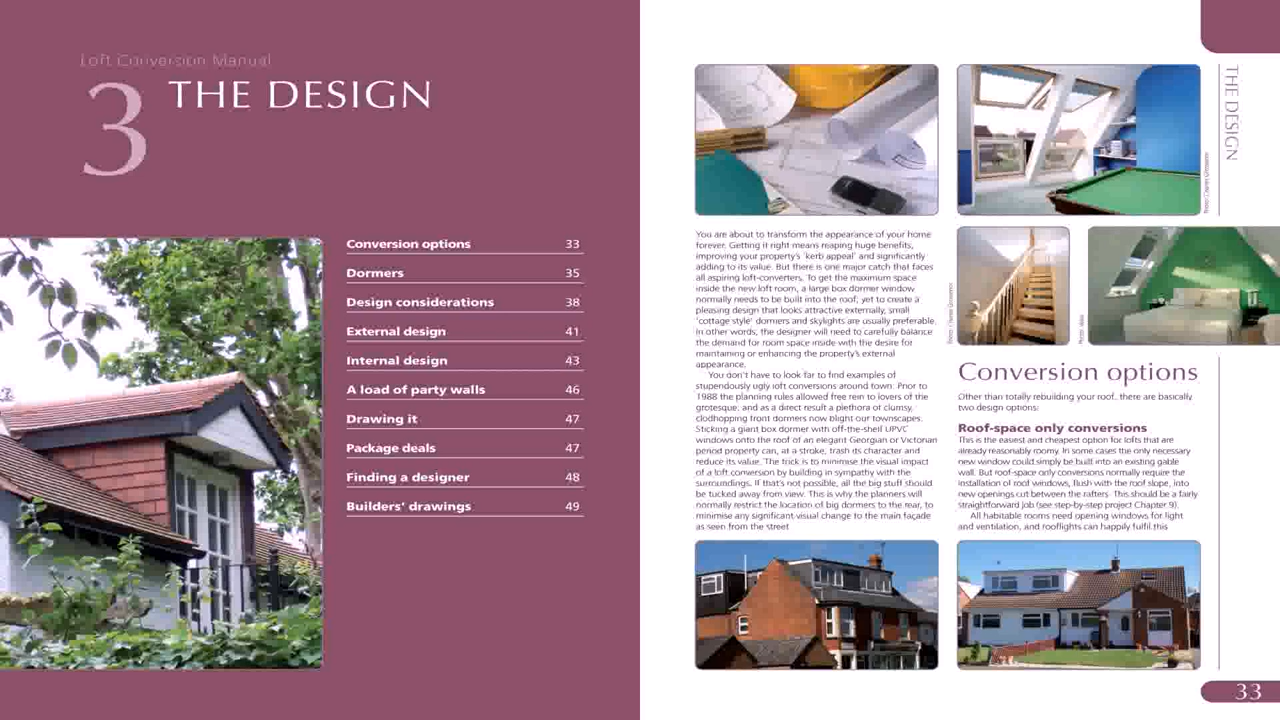 Loft Conversion Manual
3 THE DESIGN
Conversion options 33
Dormers 35
Design considerations 38
External design 41
Internal design 43
A load of party walls 46
Drawing it 47
Package deals 47
Finding a designer 48
Builders' drawings 49
You are about to transform the appearance of your home
forever. Getting it right means reaping huge benefits,
improving your property's 'kerb appeal' and significantly
adding to its value. But there is one major catch that faces
all aspiring loft-converters. To get the maximum space
inside the new loft room, a large box dormer window
normally needs to be built into the roof; yet to create a
pleasing design that looks attractive externally, small
'cottage style' dormers and skylights are usually preferable.
In other words, the designer will need to carefully balance
the demand for room space inside with the desire for
maintaining or enhancing the property's external
appearance.
You don't have to look far to find examples of
stupendously ugly loft conversions around town. Prior to
1988 the planning rules allowed free rein to lovers of the
grotesque; and as a direct result a plethora of clumsy,
clodhopping front dormers now blight our townscapes.
Sticking a giant box dormer with off-the-shelf UPVC
windows onto the roof of an elegant Georgian or Victorian
period property can, at a stroke, trash its character and
reduce its value. The trick is to minimise the visual impact
of a loft conversion by building in sympathy with the
surroundings. If that's not possible, all the big stuff should
be tucked away from view. This is why the planners will
normally restrict the location of big dormers to the rear, to
minimise any significant visual change to the main façade
as seen from the street
Conversion options
Other than totally rebuilding your roof, there are basically
two design options:
Roof-space only conversions
This is the easiest and cheapest option for lofts that are
already reasonably roomy. In some cases the only necessary
new window could simply be built into an existing gable
wall. But roof-space only conversions normally require the
installation of roof windows, flush with the roof slope, into
new openings cut between the rafters. This should be a fairly
straightforward job (see step-by-step project Chapter 9).
All habitable rooms need opening windows for light
and ventilation, and rooflights can happily fulfil this
THE DESIGN
33